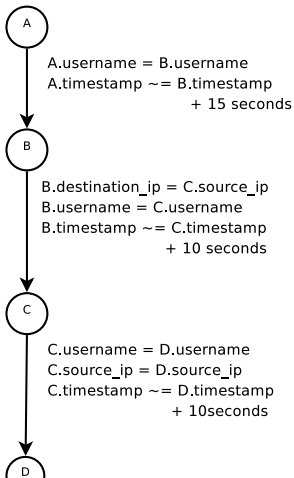 A
A.username = B.username
A.timestamp ~= B.timestamp
+ 15 seconds
B
B.destination_ip = C.source_ip
B.username = C.username
B.timestamp ~= C.timestamp
+ 10 seconds
C
C.username = D.username
C.source_ip = D.source_ip
C.timestamp ~= D.timestamp
+ 10seconds
D